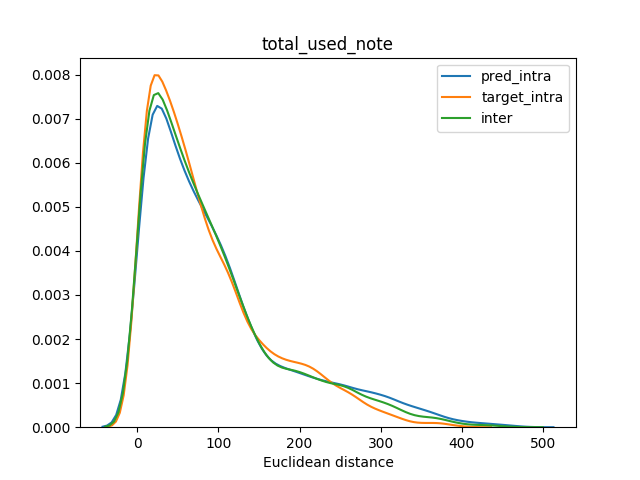 total_used_note
pred_intra
target_intra
inter
0.008
0.007
0.006
0.005
0.004
0.003
0.002
0.001
0.000
0 100 200 300 400 500
Euclidean distance